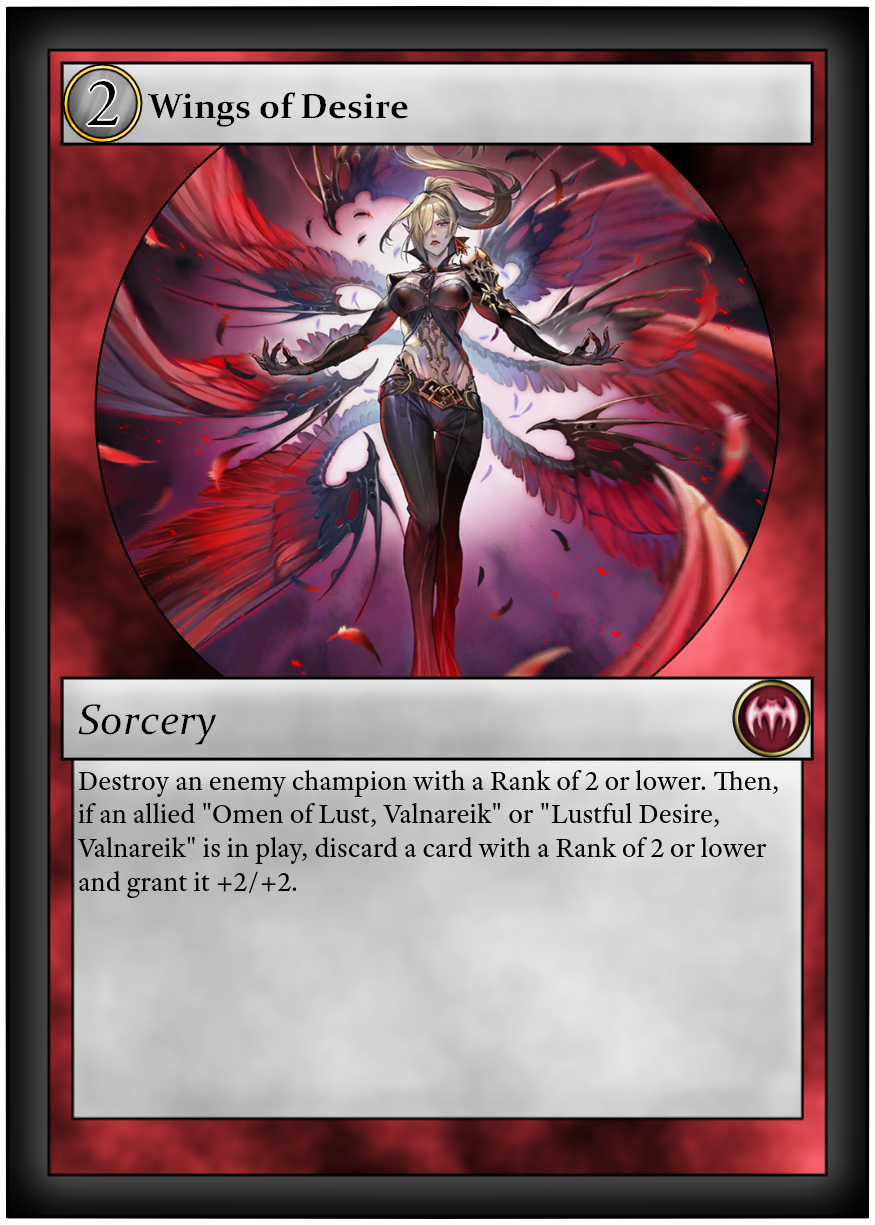 2 Wings of Desire
Sorcery
Destroy an enemy champion with a Rank of 2 or lower. Then,
if an allied "Omen of Lust, Valnareik" or "Lustful Desire,
Valnareik" is in play, discard a card with a Rank of 2 or lower
and grant it +2/+2.